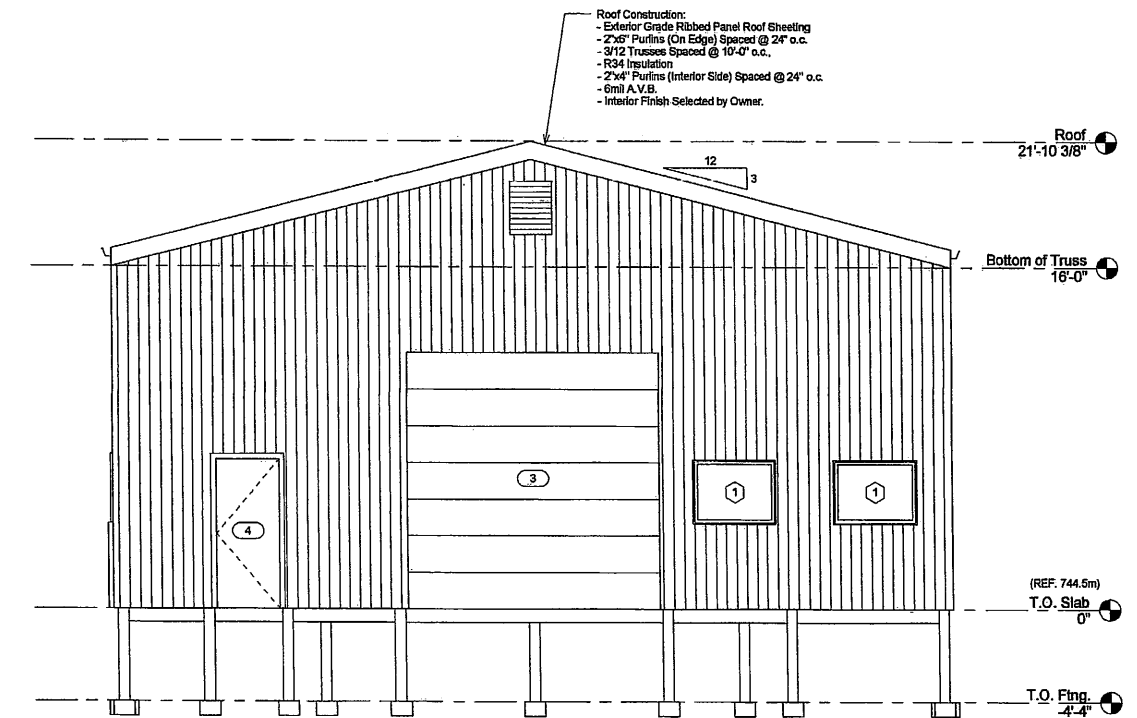 Roof Construction:
- Exterior Grade Ribbed Panel Roof Sheeting
- 2"x6" Purlins (On Edge) Spaced @ 24" o.c.
- 3/12 Trusses Spaced @ 10'-0" o.c.,
- R34 Insulation
- 2"x4" Purlins (Interior Side) Spaced @ 24" o.c.
- 6mil A.V.B.
- Interior Finish Selected by Owner.
Roof
21'-10 3/8"
12
3
Bottom of Truss
16'-0"
3
1
1
4
(REF. 744.5m)
T.O. Slab
0"
T.O. Ftng.
-4'-4"